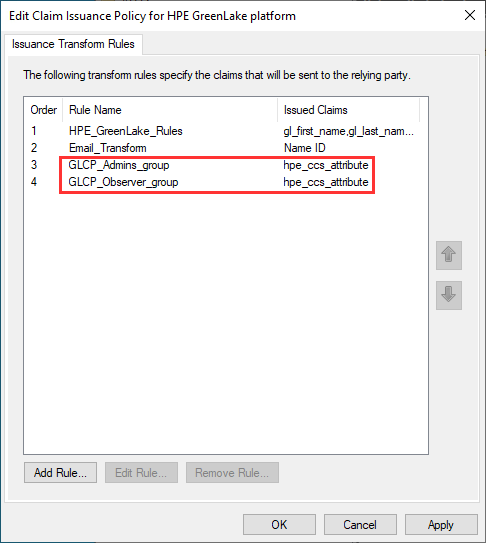 Edit Claim Issuance Policy for HPE GreenLake platform
Issuance Transform Rules
The following transform rules specify the claims that will be sent to the relying party.
Order Rule Name Issued Claims
1 HPE_GreenLake_Rules gl_first_name,gl_last_nam...
2 Email_Transform Name ID
3 GLCP_Admins_group hpe_ccs_attribute
4 GLCP_Observer_group hpe_ccs_attribute
Add Rule... Edit Rule... Remove Rule...
OK Cancel Apply